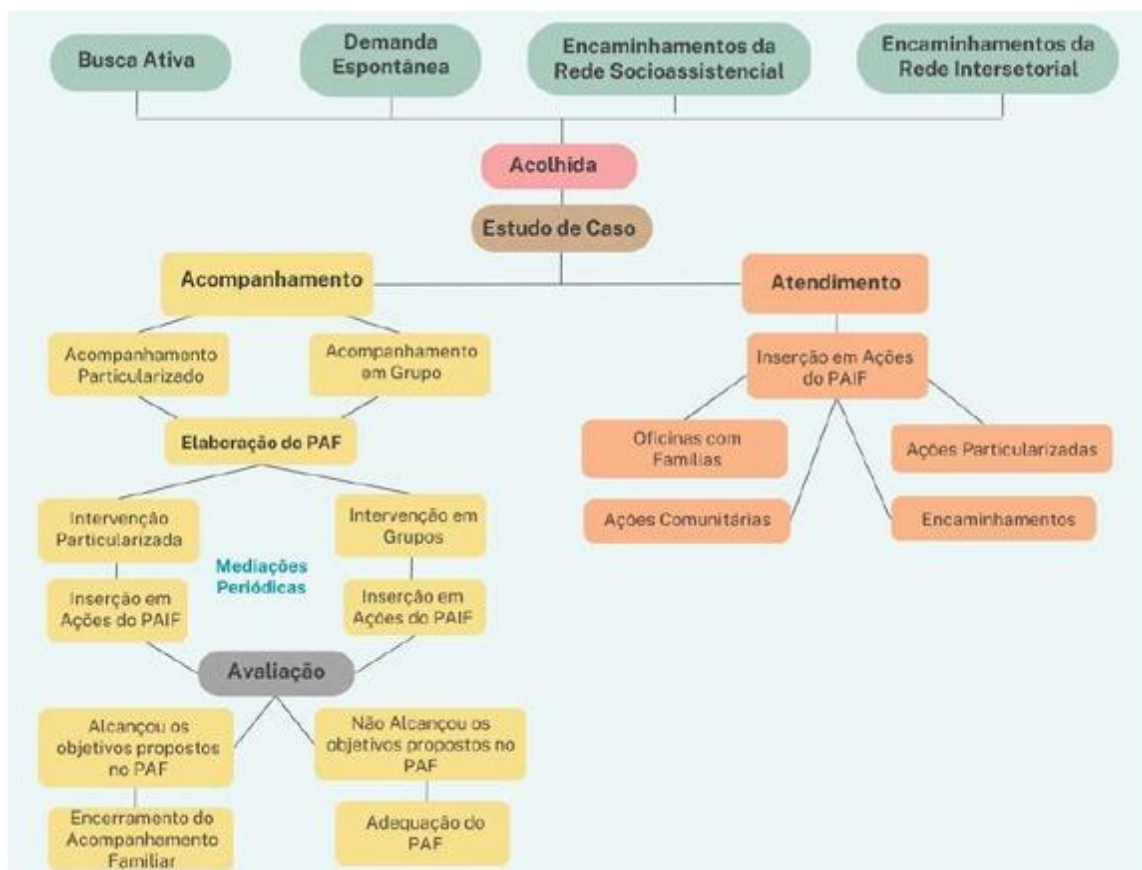 Busca Ativa
Demanda
Espontânea
Encaminhamentos da
Rede Socioassistencial
Encaminhamentos da
Rede Intersetorial
Acolhida
Estudo de Caso
Acompanhamento
Atendimento
Acompanhamento
Particularizado
Acompanhamento
em Grupo
Inserção em Ações
do PAIF
Elaboração do PAF
Oficinas com
Famílias
Ações Particularizadas
Intervenção
Particularizada
Intervenção em
Grupos
Ações Comunitárias
Encaminhamentos
Mediações
Periódicas
Inserção em
Ações do PAIF
Inserção em
Ações do PAIF
Avaliação
Alcançou os
objetivos propostos
no PAF
Não Alcançou os
objetivos propostos no
PAF
Encerramento do
Acompanhamento
Familiar
Adequação do
PAF